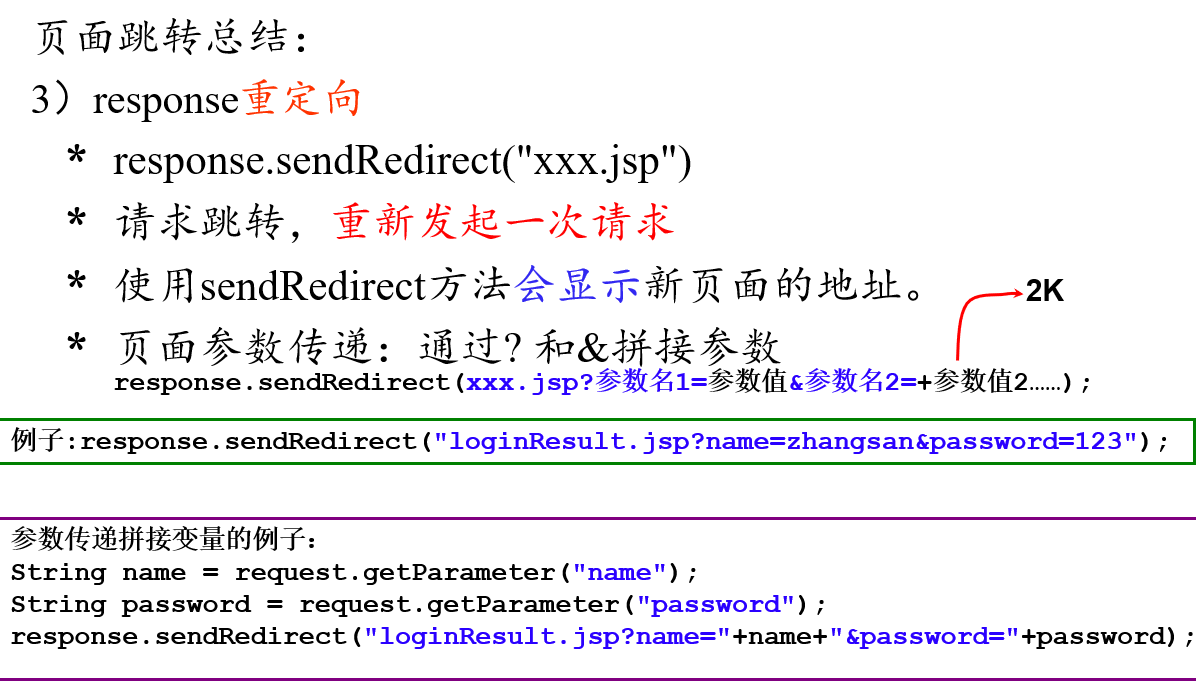 页面跳转总结：
3）response重定向
* response.sendRedirect("xxx.jsp")
* 请求跳转，重新发起一次请求
* 使用sendRedirect方法会显示新页面的地址。
2K
* 页面参数传递：通过? 和&拼接参数
response.sendRedirect(xxx.jsp?参数名1=参数值&参数名2=+参数值2……);
例子:response.sendRedirect("loginResult.jsp?name=zhangsan&password=123");
参数传递拼接变量的例子：
String name = request.getParameter("name");
String password = request.getParameter("password");
response.sendRedirect("loginResult.jsp?name="+name+"&password="+password);